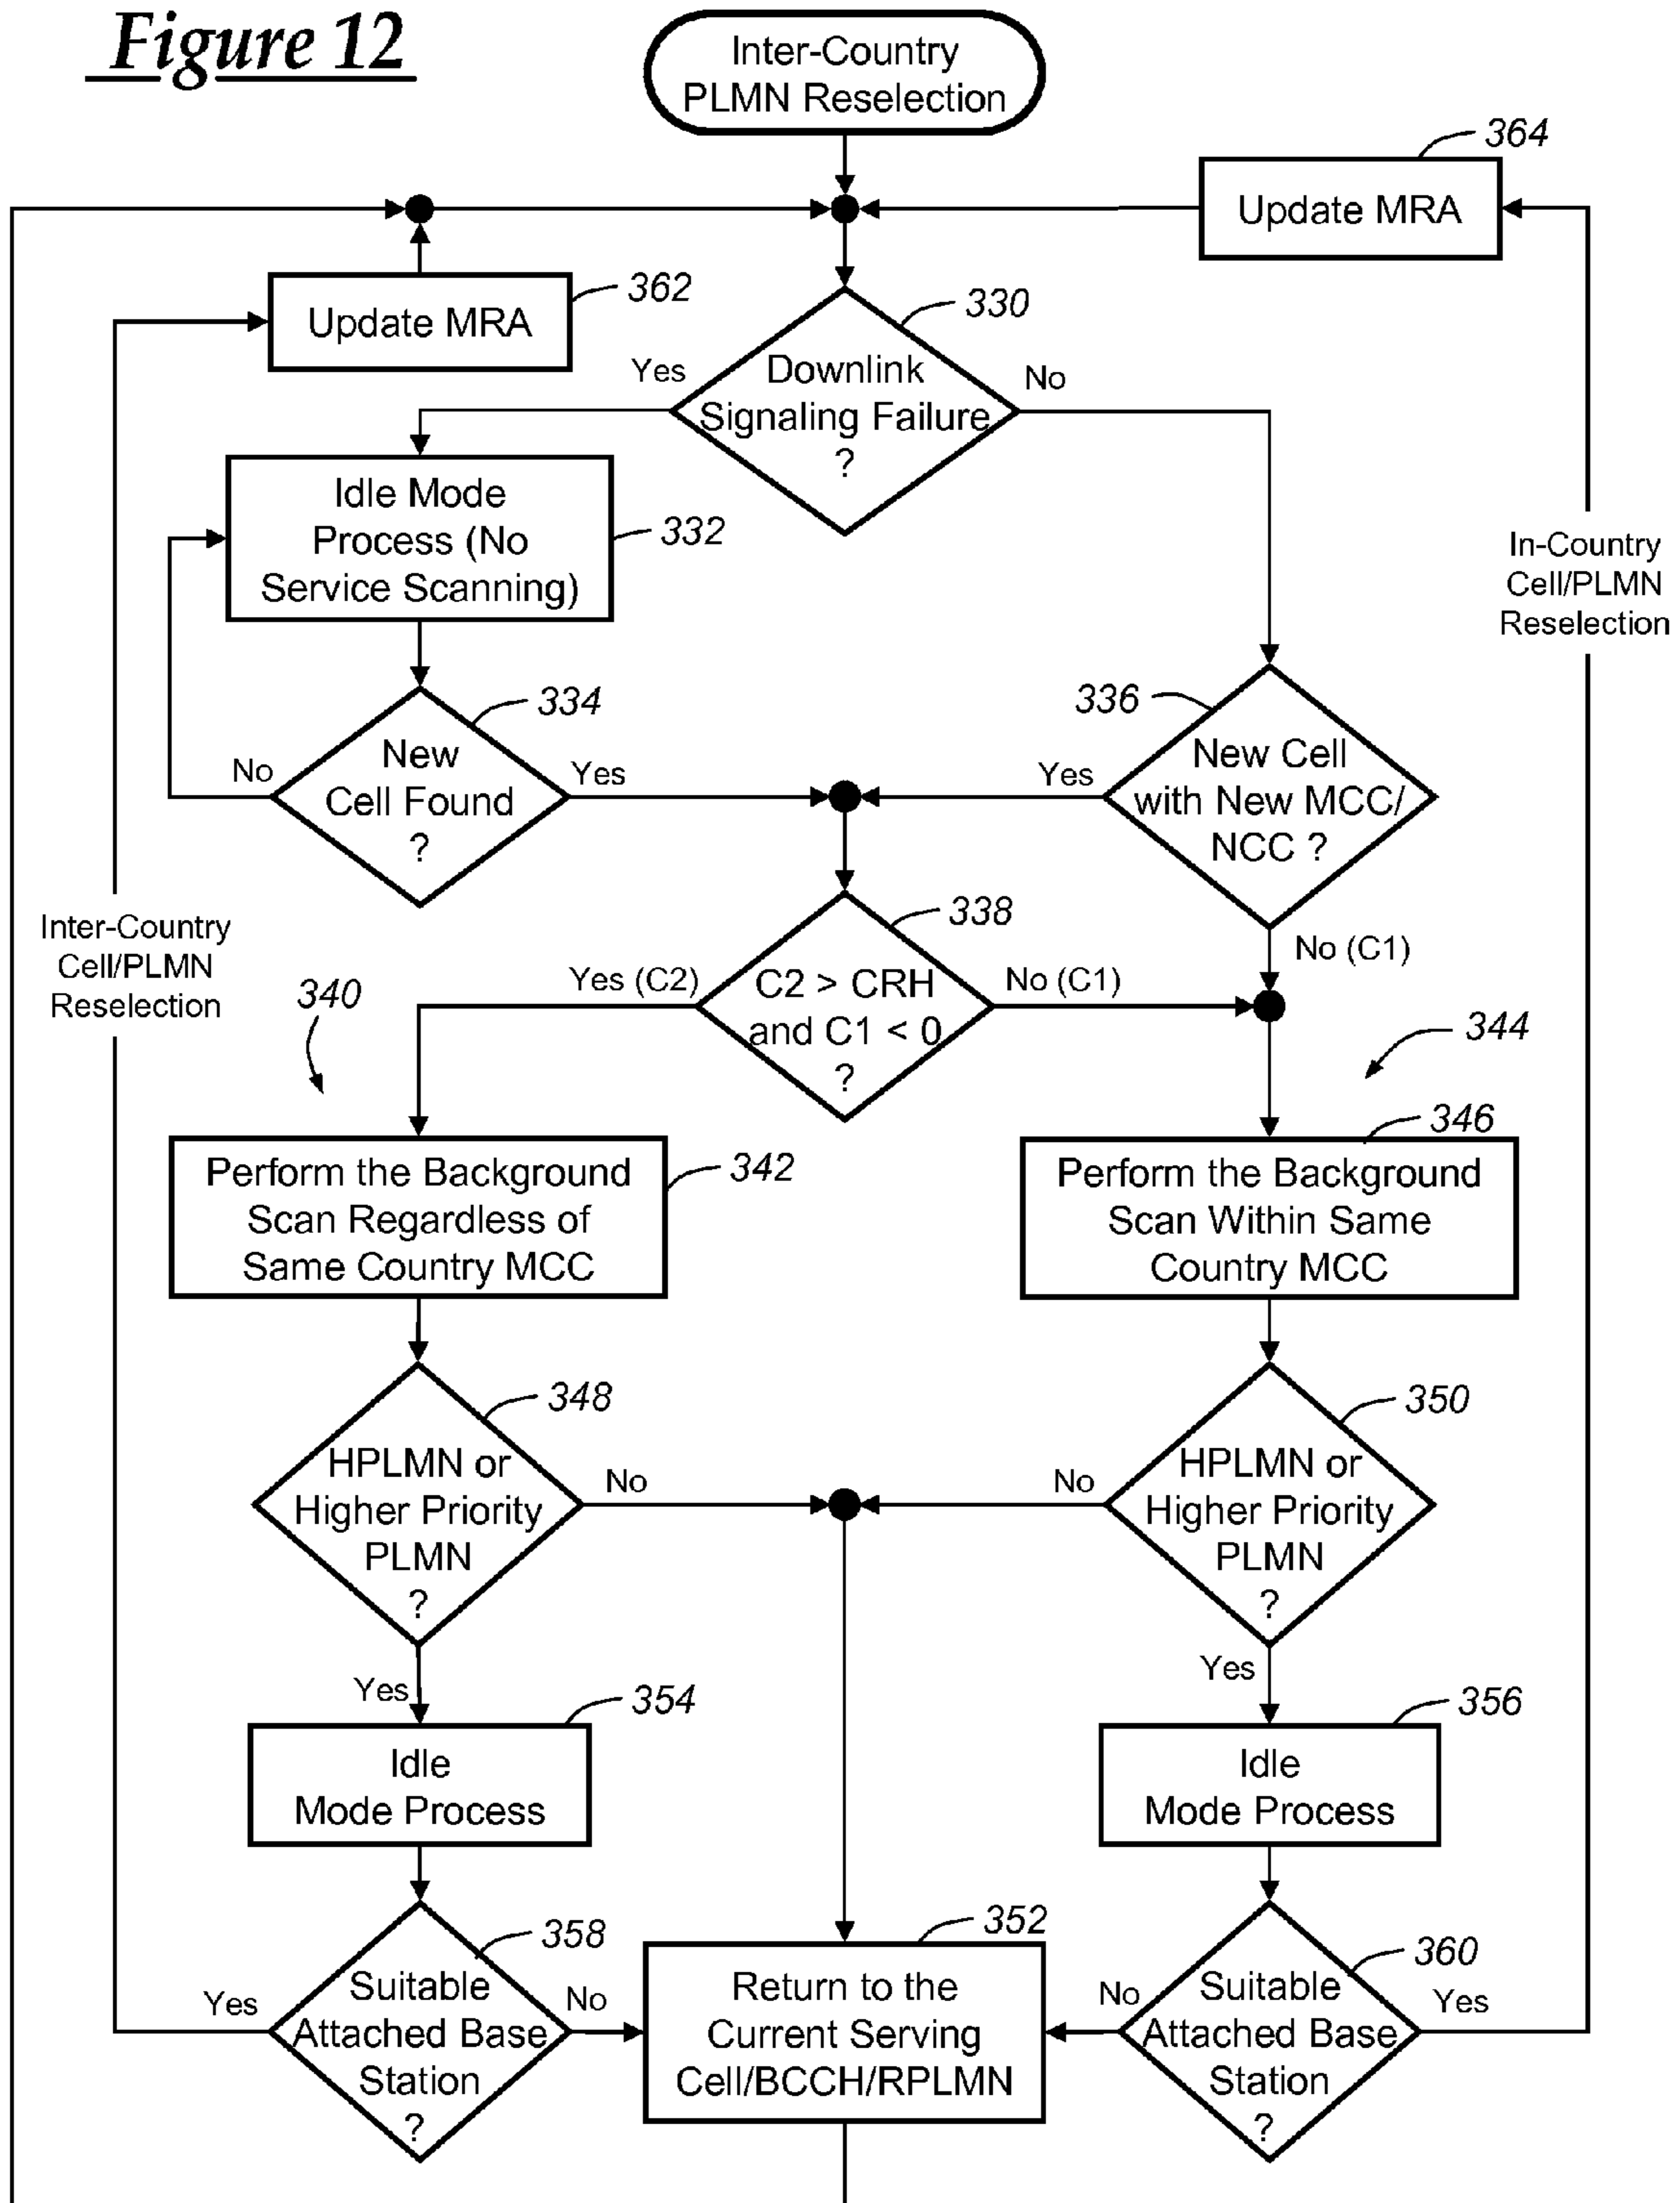 Figure 12
Inter-Country
PLMN Reselection
364
Update MRA
362
Update MRA
330
Downlink
Signaling Failure
?
Yes
No
Idle Mode
Process (No
Service Scanning)
332
In-Country
Cell/PLMN
Reselection
334
New
Cell Found
?
No
Yes
336
New Cell
with New MCC/
NCC ?
Yes
No (C1)
Inter-Country
Cell/PLMN
Reselection
338
C2 > CRH
and C1 < 0
?
Yes (C2)
No (C1)
340
344
Perform the Background
Scan Regardless of
Same Country MCC
342
346
Perform the Background
Scan Within Same
Country MCC
348
HPLMN or
Higher Priority
PLMN
?
No
Yes
350
HPLMN or
Higher Priority
PLMN
?
No
Yes
354
Idle
Mode Process
356
Idle
Mode Process
358
Suitable
Attached Base
Station
?
Yes
No
352
Return to the
Current Serving
Cell/BCCH/RPLMN
360
Suitable
Attached Base
Station
?
No
Yes